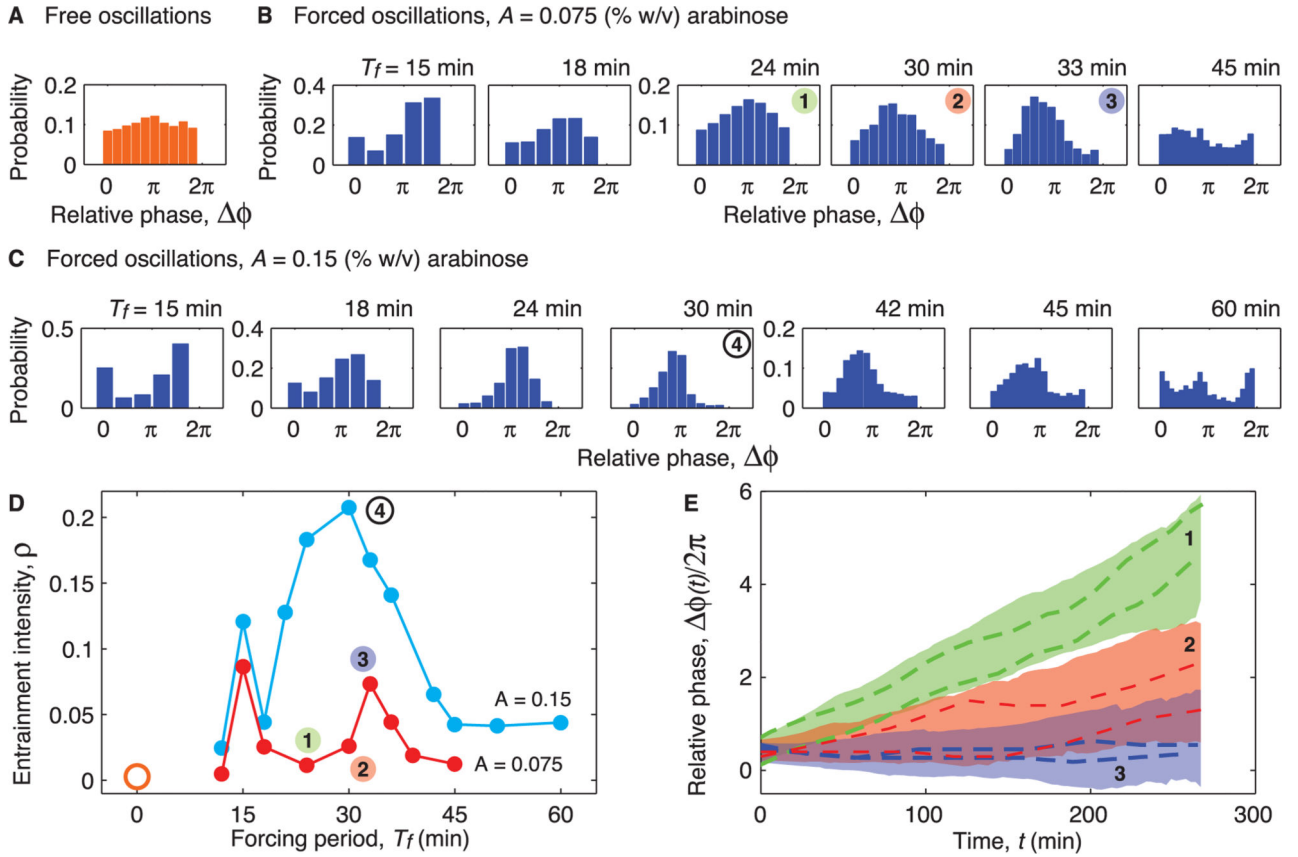 A Free oscillations
B Forced oscillations, A = 0.075 (% w/v) arabinose
Tf = 15 min 18 min 24 min 30 min 33 min 45 min
Probability
0.2
0.1
0
0 π 2π
Relative phase, Δϕ
Probability
0.4
0.2
0
0 π 2π
0 π 2π
0.2
0.1
1
0 π 2π
2
0 π 2π
3
0 π 2π
0 π 2π
Relative phase, Δϕ
C Forced oscillations, A = 0.15 (% w/v) arabinose
Tf = 15 min 18 min 24 min 30 min 42 min 45 min 60 min
Probability
0.5
0
0 π 2π
0.4
0.2
0
0 π 2π
0 π 2π
4
0 π 2π
0.2
0.1
0
0 π 2π
0 π 2π
0 π 2π
Relative phase, Δϕ
D
Entrainment intensity, ρ
0.2
0.15
0.1
0.05
0
4
3
1
2
A = 0.15
A = 0.075
0 15 30 45 60
Forcing period, Tf (min)
E
Relative phase, Δϕ(t)/2π
6
4
2
0
1
2
3
0 100 200 300
Time, t (min)